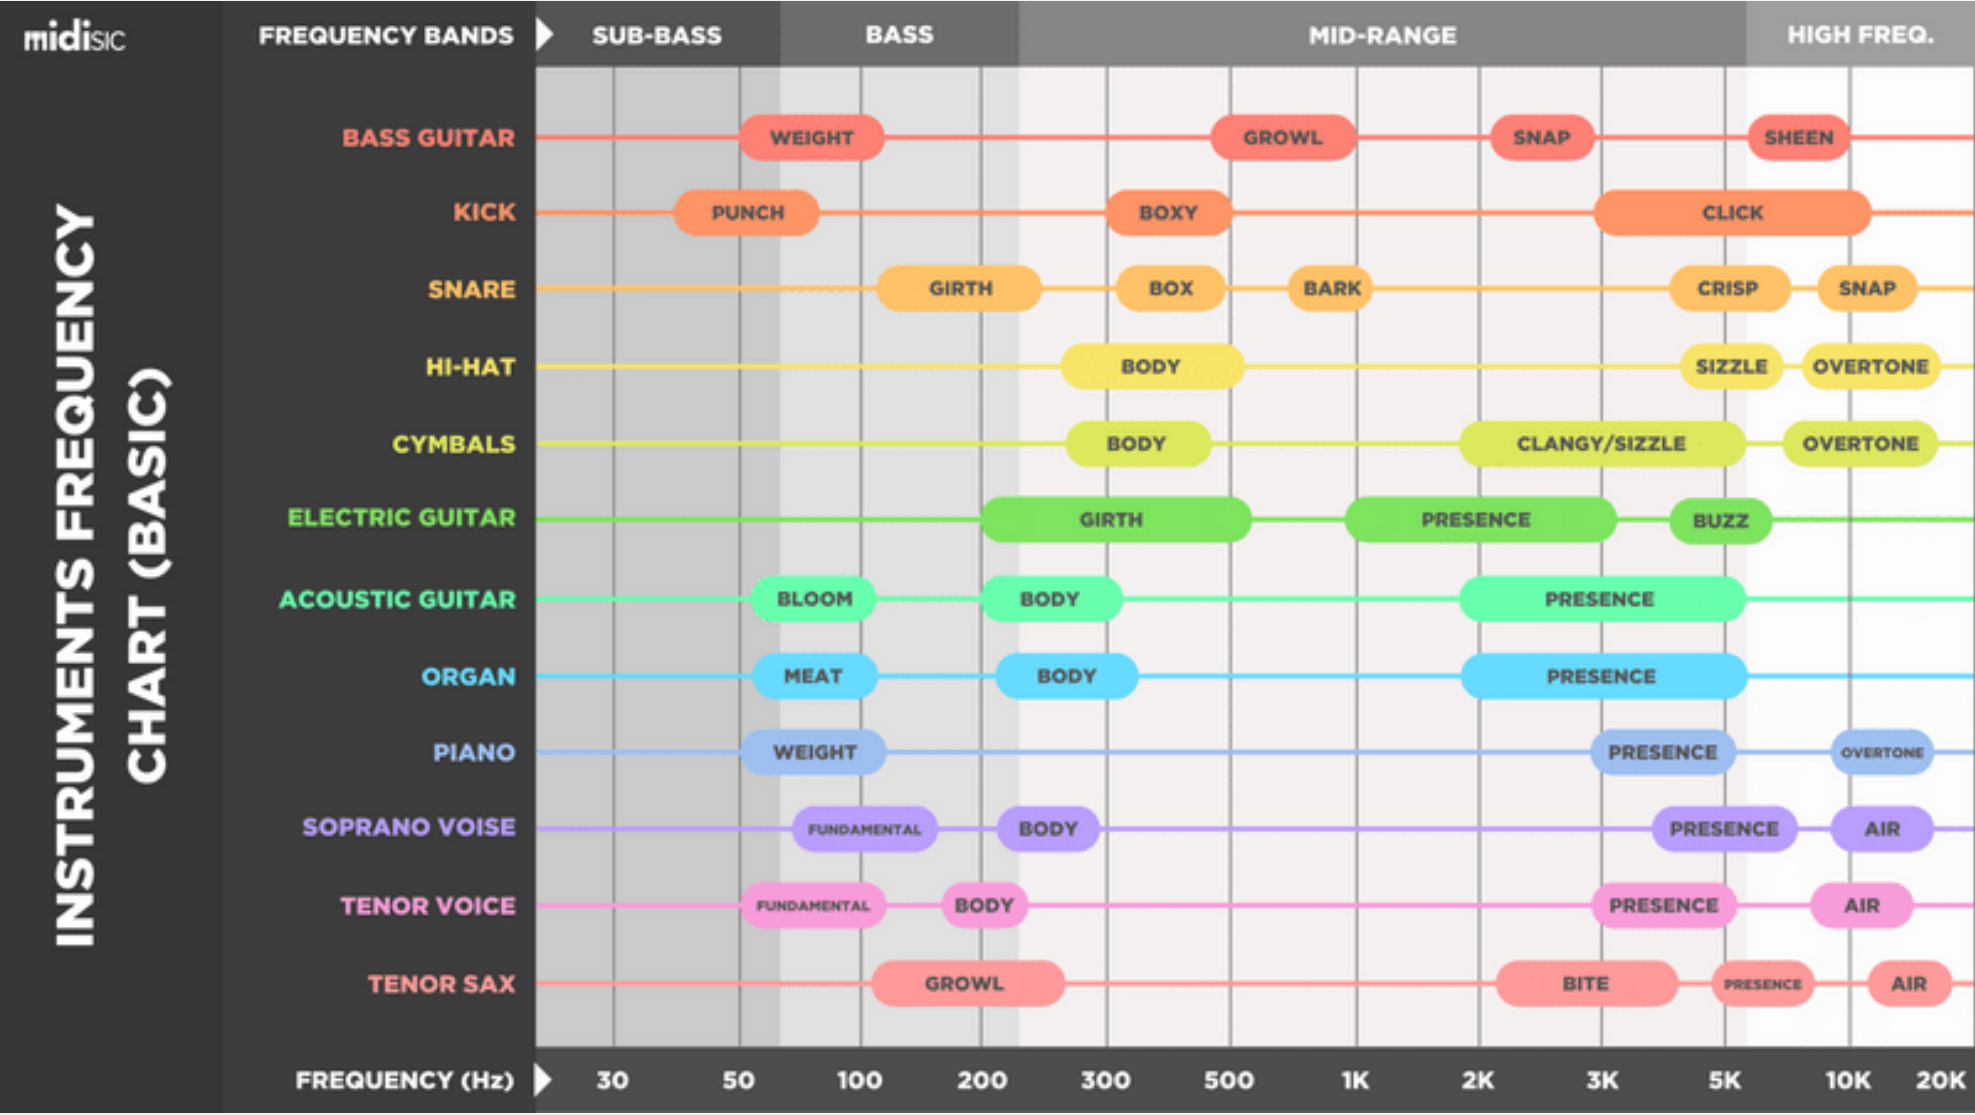 midiSIC
INSTRUMENTS FREQUENCY
CHART (BASIC)
FREQUENCY BANDS SUB-BASS BASS MID-RANGE HIGH FREQ.
BASS GUITAR WEIGHT GROWL SNAP SHEEN
KICK PUNCH BOXY CLICK
SNARE GIRTH BOX BARK CRISP SNAP
HI-HAT BODY SIZZLE OVERTONE
CYMBALS BODY CLANGY/SIZZLE OVERTONE
ELECTRIC GUITAR GIRTH PRESENCE BUZZ
ACOUSTIC GUITAR BLOOM BODY PRESENCE
ORGAN MEAT BODY PRESENCE
PIANO WEIGHT PRESENCE OVERTONE
SOPRANO VOISE FUNDAMENTAL BODY PRESENCE AIR
TENOR VOICE FUNDAMENTAL BODY PRESENCE AIR
TENOR SAX GROWL BITE PRESENCE AIR
FREQUENCY (Hz) 30 50 100 200 300 500 1K 2K 3K 5K 10K 20K